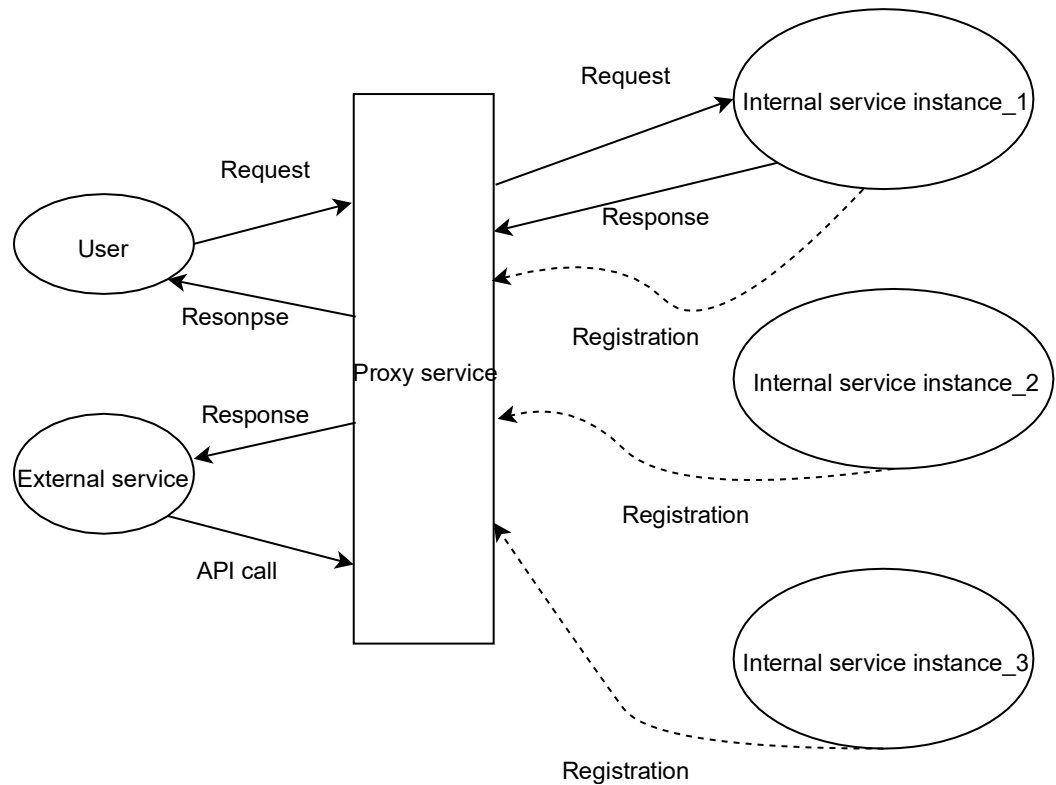 Request
Internal service instance_1
Request
Response
User
Resonpse
Registration
Proxy service
Internal service instance_2
Response
External service
Registration
API call
Internal service instance_3
Registration